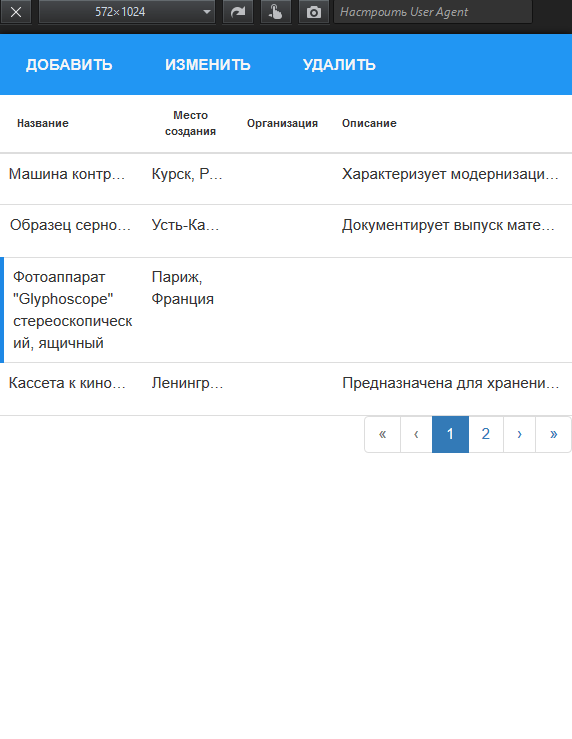 572×1024 Настроить User Agent
ДОБАВИТЬ ИЗМЕНИТЬ УДАЛИТЬ
Название Место создания Организация Описание
Машина контр… Курск, Р… Характеризует модернизаци…
Образец серно… Усть-Ка… Документирует выпуск мате…
Фотоаппарат Париж,
"Glyphoscope" Франция
стереоскопическ
ий, ящичный
Кассета к кино… Ленингр… Предназначена для хранени…
« ‹ 1 2 › »